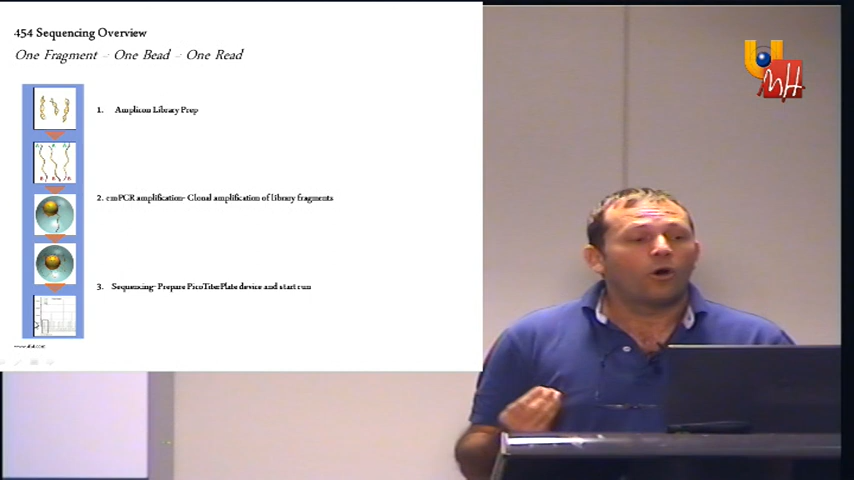 454 Sequencing Overview
One Fragment - One Bead - One Read
1. Amplicon Library Prep
2. emPCR amplification- Clonal amplification of library fragments
3. Sequencing- Prepare PicoTiterPlate device and start run
U
MH